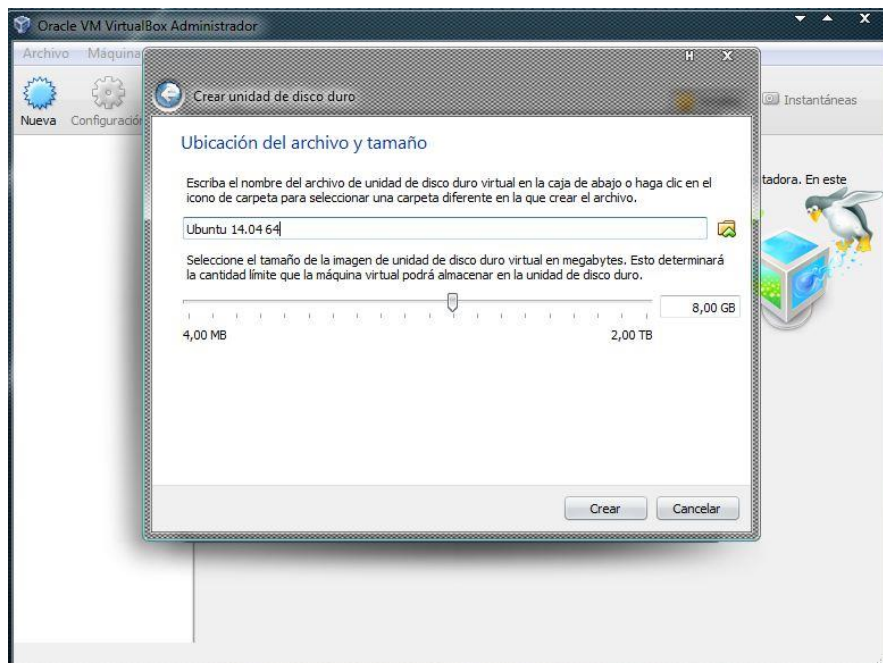 Oracle VM VirtualBox Administrador
Archivo Máquina
Nueva Configuración
Instantáneas
Crear unidad de disco duro
Ubicación del archivo y tamaño
tadora. En este
Escriba el nombre del archivo de unidad de disco duro virtual en la caja de abajo o haga clic en el
icono de carpeta para seleccionar una carpeta diferente en la que crear el archivo.
Ubuntu 14.04 64
Seleccione el tamaño de la imagen de unidad de disco duro virtual en megabytes. Esto determinará
la cantidad límite que la máquina virtual podrá almacenar en la unidad de disco duro.
8,00 GB
4,00 MB 2,00 TB
Crear Cancelar